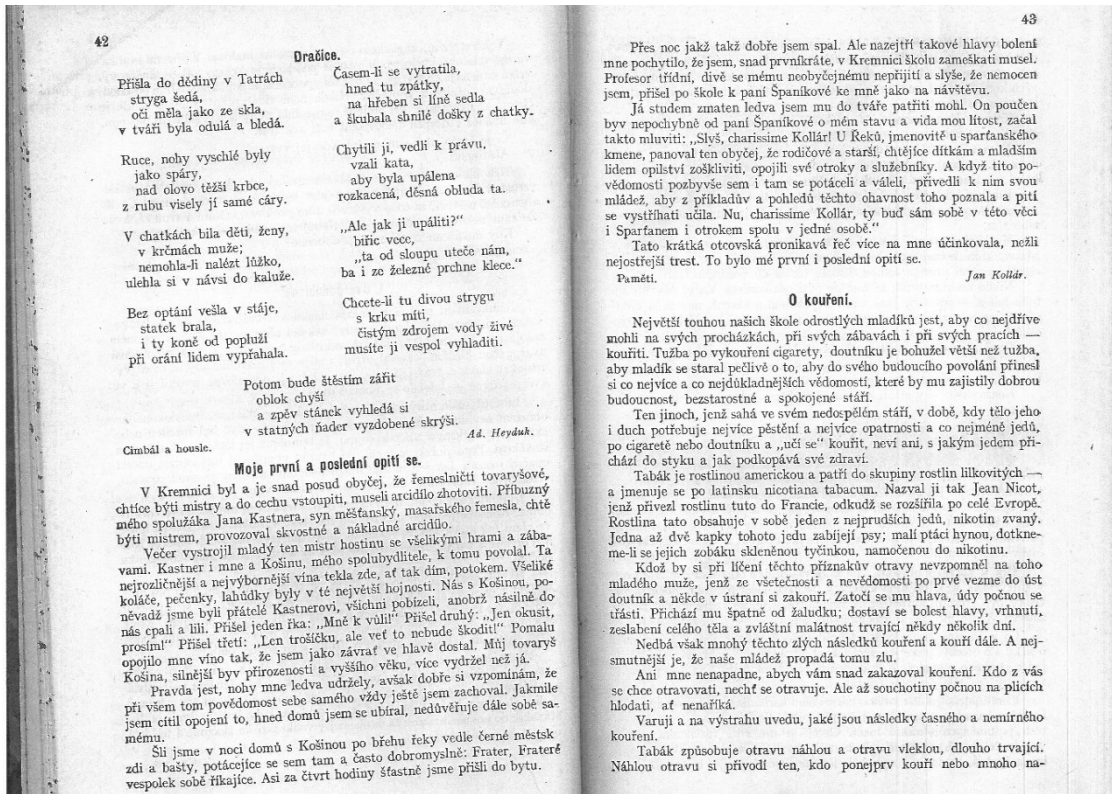 42
Dračice.
Přišla do dědiny v Tatrách
stryga šedá,
oči měla jako ze skla,
v tváři byla odulá a bledá.
Ruce, nohy vyschlé byly
jako spáry,
nad olovo těžší krbce,
z rubu visely jí samé cáry.
V chatkách bila děti, ženy,
v krčmách muže;
nemohla-li nalézt lůžko,
ulehla si v návsi do kaluže.
Bez optání vešla v stáje,
statek brala,
i ty koně od popluží
při orání lidem vypřahala.
Časem-li se vytratila,
hned tu zpátky,
na hřeben si líně sedla
a škubala shnilé došky z chatky.
Chytili ji, vedli k právu,
vzali kata,
aby byla upálena
rozkacená, děsná obluda ta.
„Ale jak ji upáliti?“
biřic vece,
„ta od sloupu uteče nám,
ba i ze železné prchne klece.“
Chcete-li tu divou strygu
s krku míti,
čistým zdrojem vody živé
musíte ji vespol vyhladiti.
Potom bude štěstím zářit
oblok chyší
a zpěv stánek vyhledá si
v statných ňader vyzdobené skrýši.
Cimbál a housle.
Ad. Heyduk.
Moje první a poslední opití se.
V Kremnici byl a je snad posud obyčej, že řemeslničtí tovaryšové,
chtíce býti mistry a do cechu vstoupiti, museli arcidílo zhotoviti. Příbuzný
mého spolužáka Jana Kastnera, syn měšťanský, masařského řemesla, chtě
býti mistrem, provozoval skvostné a nákladné arcidílo.
Večer vystrojil mladý ten mistr hostinu se všelikými hrami a zába-
vami. Kastner i mne a Košinu, mého spolubydlitele, k tomu povolal. Ta
nejrozličnější a nejvýbornější vína tekla zde, ať tak dím, potokem. Všeliké
koláče, pečenky, lahůdky byly v té největší hojnosti. Nás s Košinou, po-
něvadž jsme byli přátelé Kastnerovi, všichni pobízeli, anobrž násilně do
nás cpali a lili. Přišel jeden řka: „Mně k vůli!“ Přišel druhý: „Jen okusit,
prosím!“ Přišel třetí: „Len trošíčku, ale veť to nebude škodit!“ Pomalu
opojilo mne víno tak, že jsem jako závrať ve hlavě dostal. Můj tovaryš
Košina, silnější byv přirozenosti a vyššího věku, více vydržel než já.
Pravda jest, nohy mne ledva udržely, avšak dobře si vzpomínám, že
při všem tom povědomost sebe samého vždy ještě jsem zachoval. Jakmile
jsem cítil opojení to, hned domů jsem se ubíral, nedůvěřuje dále sobě sa-
mému.
Šli jsme v noci domů s Košinou po břehu řeky vedle černé městsk
zdi a bašty, potácejíce se sem tam a často dobromyslně: Frater, Frateré
vespolek sobě říkajíce. Asi za čtvrt hodiny šťastně jsme přišli do bytu.
43
Přes noc jakž takž dobře jsem spal. Ale nazejtří takové hlavy bolení
mne pochytilo, že jsem, snad prvníkráte, v Kremnici školu zameškati musel.
Profesor třídní, divě se mému neobyčejnému nepřijití a slyše, že nemocen
jsem, přišel po škole k paní Španíkové ke mně jako na návštěvu.
Já studem zmaten ledva jsem mu do tváře patřiti mohl. On poučen
byv nepochybně od paní Španíkové o mém stavu a vida mou lítost, začal
takto mluviti: „Slyš, charissime Kollár! U Řeků, jmenovitě u sparťanského
kmene, panoval ten obyčej, že rodičové a starší, chtějíce dítkám a mladším
lidem opilství zoškliviti, opojili své otroky a služebníky. A když tito po-
vědomosti pozbyvše sem i tam se potáceli a váleli, přivedli k nim svou
mládež, aby z příkladův a pohledů těchto ohavnost toho poznala a pití
se vystříhati učila. Nu, charissime Kollár, ty buď sám sobě v této věci
i Sparťanem i otrokem spolu v jedné osobě.“
Tato krátká otcovská pronikavá řeč více na mne účinkovala, nežli
nejostřejší trest. To bylo mé první i poslední opití se.
Paměti.
Jan Kollár.
O kouření.
Největší touhou našich škole odrostlých mladíků jest, aby co nejdříve
mohli na svých procházkách, při svých zábavách i při svých pracích —
kouřiti. Tužba po vykouření cigarety, doutníku je bohužel větší než tužba,
aby mladík se staral pečlivě o to, aby do svého budoucího povolání přinesl
si co nejvíce a co nejdůkladnějších vědomostí, které by mu zajistily dobrou
budoucnost, bezstarostné a spokojené stáří.
Ten jinoch, jenž sahá ve svém nedospělém stáří, v době, kdy tělo jeho
i duch potřebuje nejvíce pěstění a nejvíce opatrnosti a co nejméně jedů,
po cigaretě nebo doutníku a „učí se“ kouřit, neví ani, s jakým jedem při-
chází do styku a jak podkopává své zdraví.
Tabák je rostlinou americkou a patří do skupiny rostlin lilkovitých —
a jmenuje se po latinsku nicotiana tabacum. Nazval ji tak Jean Nicot,
jenž přivezl rostlinu tuto do Francie, odkudž se rozšířila po celé Evropě.
Rostlina tato obsahuje v sobě jeden z nejprudších jedů, nikotin zvaný.
Jedna až dvě kapky tohoto jedu zabíjejí psy; malí ptáci hynou, dotkne-
me-li se jejich zobáku skleněnou tyčinkou, namočenou do nikotinu.
Kdož by si při líčení těchto příznakův otravy nevzpomněl na toho
mladého muže, jenž ze všetečnosti a nevědomosti po prvé vezme do úst
doutník a někde v ústraní si zakouří. Zatočí se mu hlava, údy počnou se
třásti. Přichází mu špatně od žaludku; dostaví se bolest hlavy, vrhnutí,
zeslabení celého těla a zvláštní malátnost trvající někdy několik dní.
Nedbá však mnohý těchto zlých následků kouření a kouří dále. A nej-
smutnější je, že naše mládež propadá tomu zlu.
Ani mne nenapadne, abych vám snad zakazoval kouření. Kdo z vás
se chce otravovati, nechť se otravuje. Ale až souchotiny počnou na plicích
hlodati, ať nenaříká.
Varuji a na výstrahu uvedu, jaké jsou následky časného a nemírného
kouření.
Tabák způsobuje otravu náhlou a otravu vleklou, dlouho trvající.
Náhlou otravu si přivodí ten, kdo ponejprv kouří nebo mnoho na-